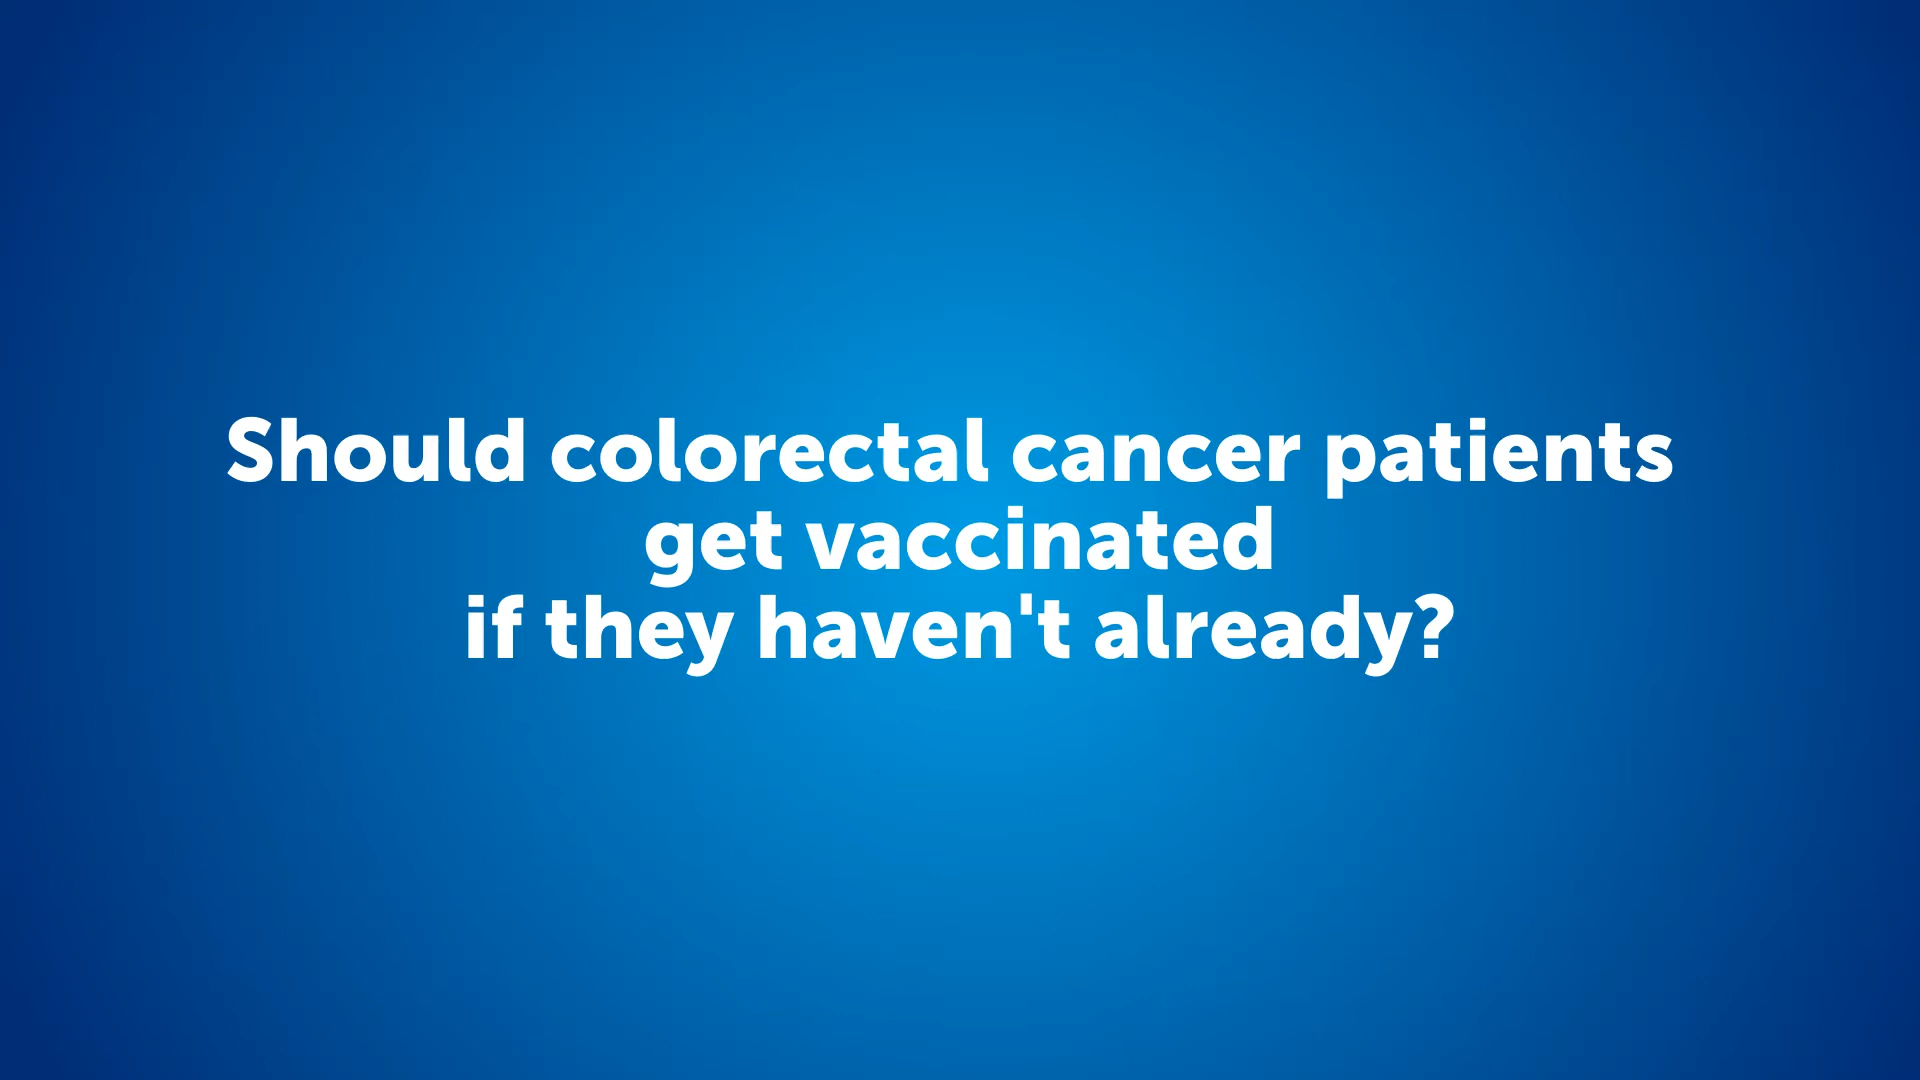 Should colorectal cancer patients
get vaccinated
if they haven't already?